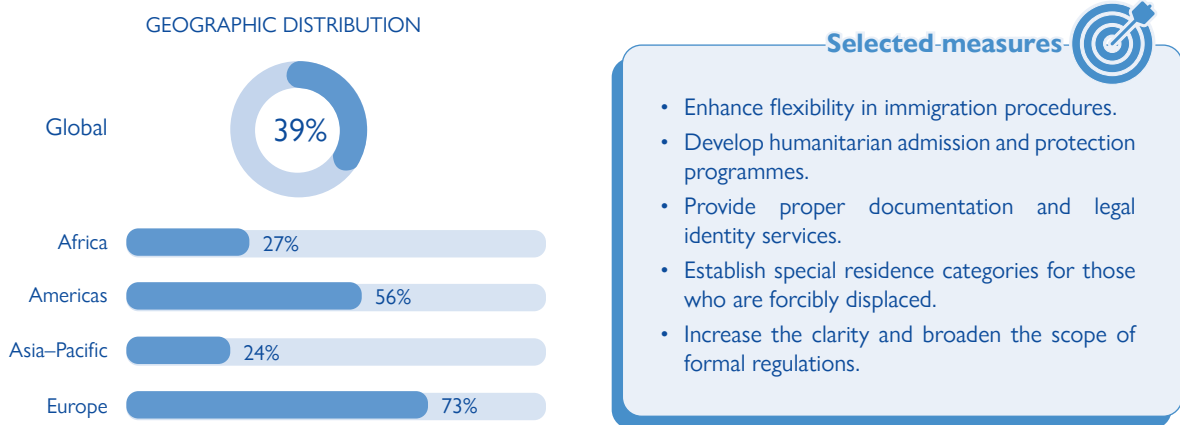 GEOGRAPHIC DISTRIBUTION
Global
39%
Africa
27%
Americas
56%
Asia–Pacific
24%
Europe
73%
Selected measures
• Enhance flexibility in immigration procedures.
• Develop humanitarian admission and protection
programmes.
• Provide proper documentation and legal
identity services.
• Establish special residence categories for those
who are forcibly displaced.
• Increase the clarity and broaden the scope of
formal regulations.